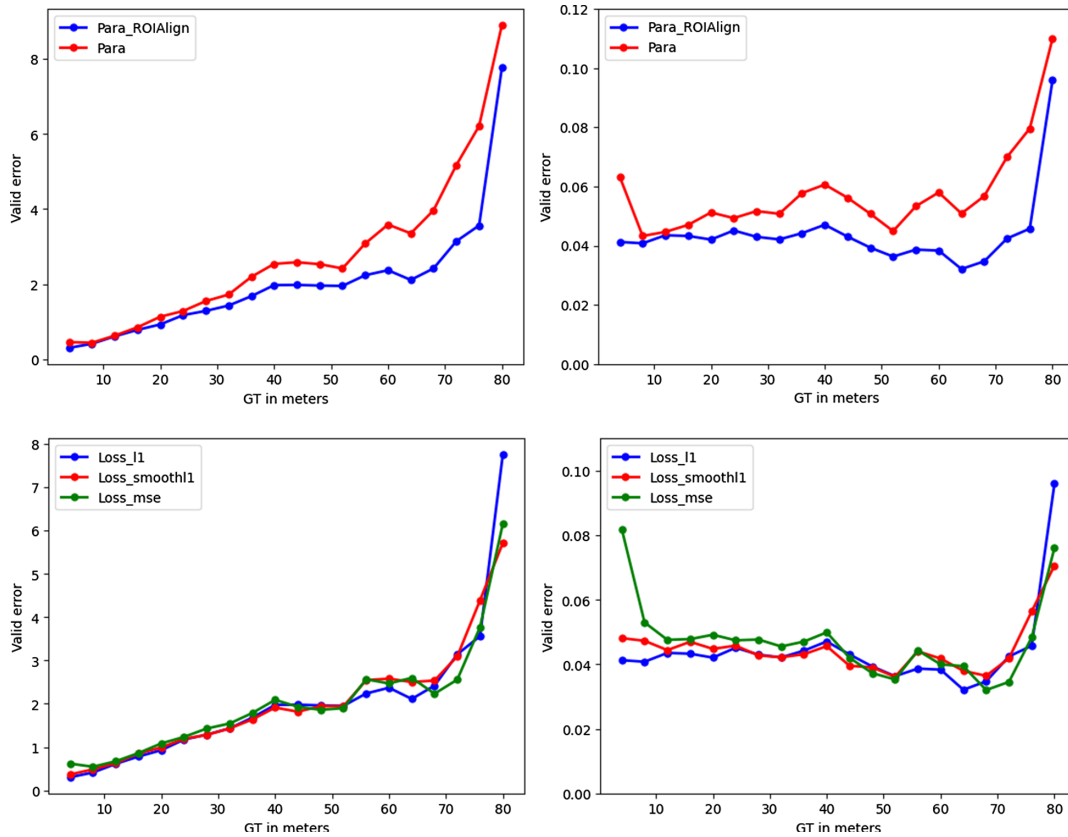 Para_ROIAlign
Para
8
6
4
2
0
Valid error
10 20 30 40 50 60 70 80
GT in meters
Para_ROIAlign
Para
0.12
0.10
0.08
0.06
0.04
0.02
0.00
Valid error
10 20 30 40 50 60 70 80
GT in meters
Loss_l1
Loss_smoothl1
Loss_mse
8
7
6
5
4
3
2
1
0
Valid error
10 20 30 40 50 60 70 80
GT in meters
Loss_l1
Loss_smoothl1
Loss_mse
0.10
0.08
0.06
0.04
0.02
0.00
Valid error
10 20 30 40 50 60 70 80
GT in meters